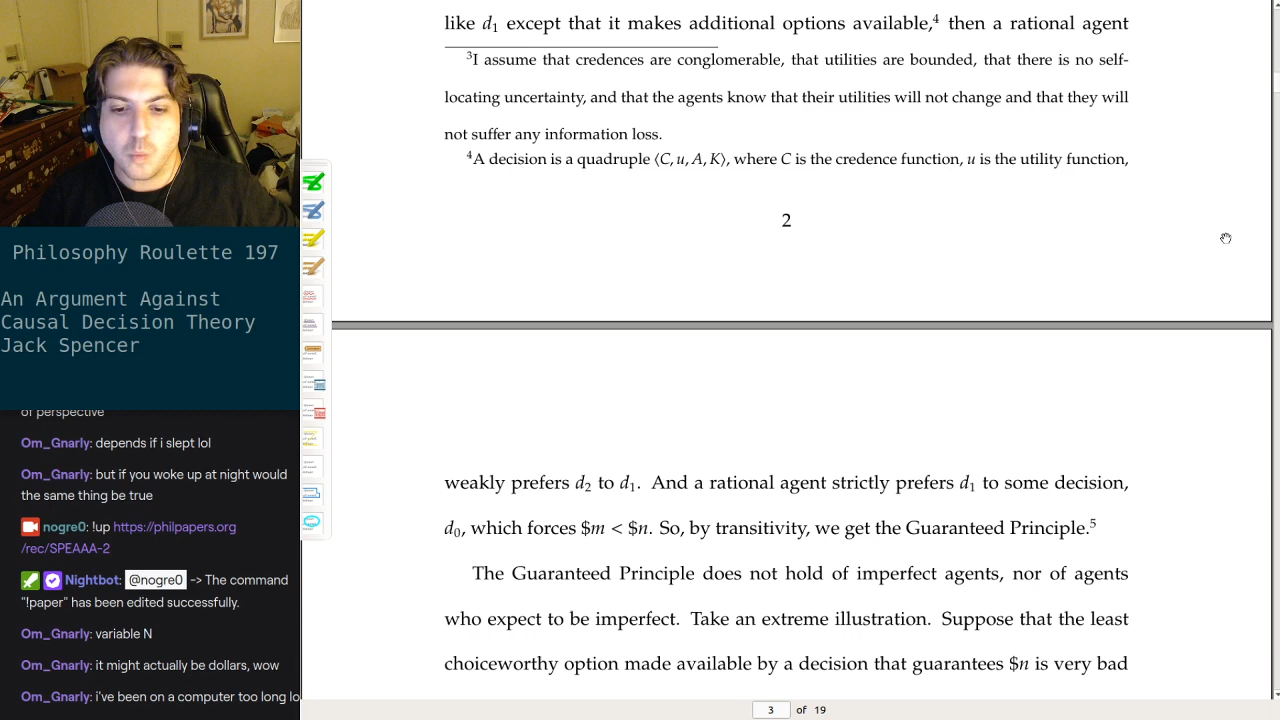 like d₁ except that it makes additional options available,⁴ then a rational agent
³I assume that credences are conglomerable, that utilities are bounded, that there is no self-
locating uncertainty, and that the agents know that their utilities will not change and that they will
not suffer any information loss.
⁴A decision is a quadruple ⟨C, u, A, K⟩, where C is the credence function, u is the utility function,
2
weakly prefers d₂ to d₁. And a rational agent strictly prefers d₁ to some decision,
d₀, which forces $m < $n. So, by transitivity, we get the Guaranteed Principle.⁵
The Guaranteed Principle does not hold of imperfect agents, nor of agents
who expect to be imperfect. Take an extreme illustration. Suppose that the least
choiceworthy option made available by a decision that guarantees $n is very bad
3 of 19
Philosophy Roulette 197
An Argument Against
Causal Decision Theory
Jack Spencer
of perspective
Om_Gnarly: depends if i slept lol
Om_Gnarly: but if you woke up at night would
the same thing be true
nogre0: !up https://philpapers.org
/rec/SPEAAA-2
Nightbot: @nogre0 -> The command
"!paper" has been edited successfully.
Om_Gnarly: variable N
Om_Gnarly: it might actually be dollars, wow
Om_Gnarly: i've been on a computer too long lo